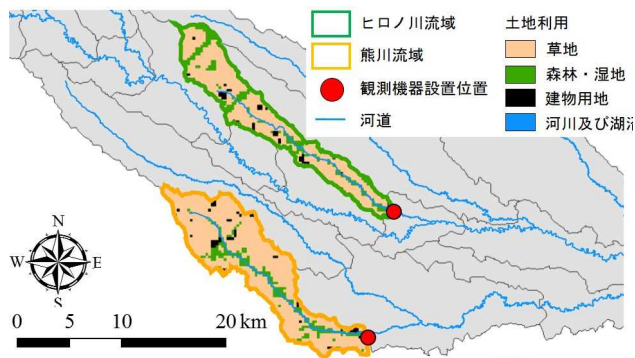 ヒロノ川流域
熊川流域
観測機器設置位置
河道
土地利用
草地
森林・湿地
建物用地
河川及び湖沼
N
W E
S
0 5 10 20 km